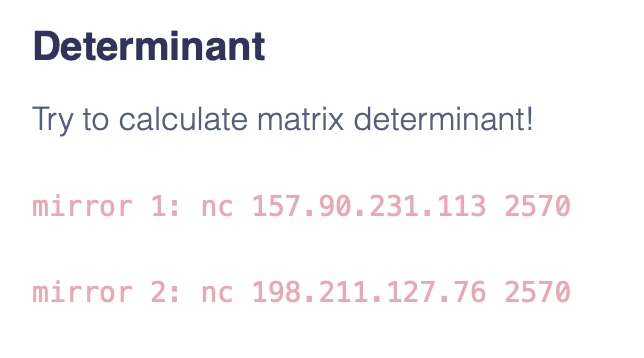 Determinant
Try to calculate matrix determinant!
mirror 1: nc 157.90.231.113 2570
mirror 2: nc 198.211.127.76 2570